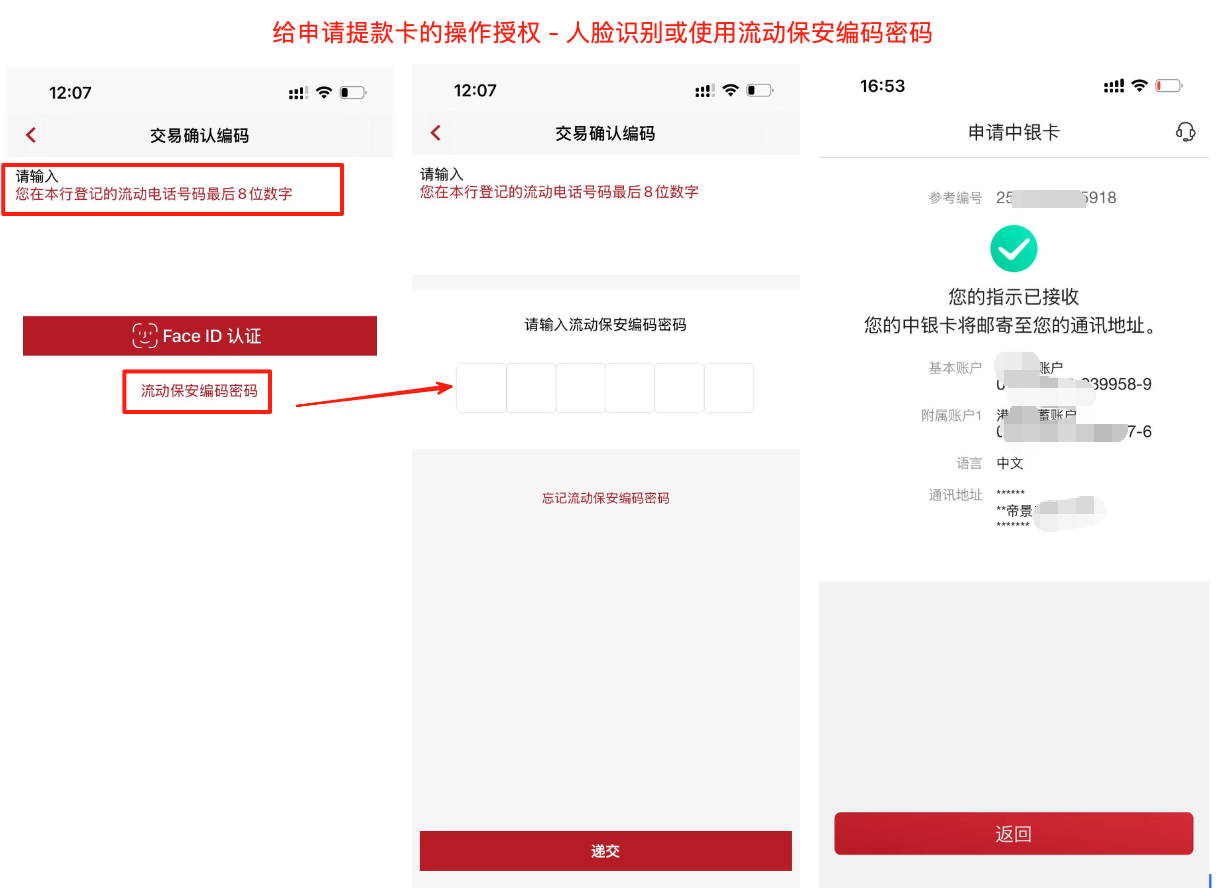 给申请提款卡的操作授权 - 人脸识别或使用流动保安编码密码
12:07
交易确认编码
请输入
您在本行登记的流动电话号码最后8位数字
Face ID 认证
流动保安编码密码
12:07
交易确认编码
请输入
您在本行登记的流动电话号码最后8位数字
请输入流动保安编码密码
忘记流动保安编码密码
递交
16:53
申请中银卡
参考编号 25 5918
您的指示已接收
您的中银卡将邮寄至您的通讯地址。
基本账户 账户
39958-9
附属账户1 港 蓄账户
7-6
语言 中文
通讯地址 ******
**帝景
*******
返回